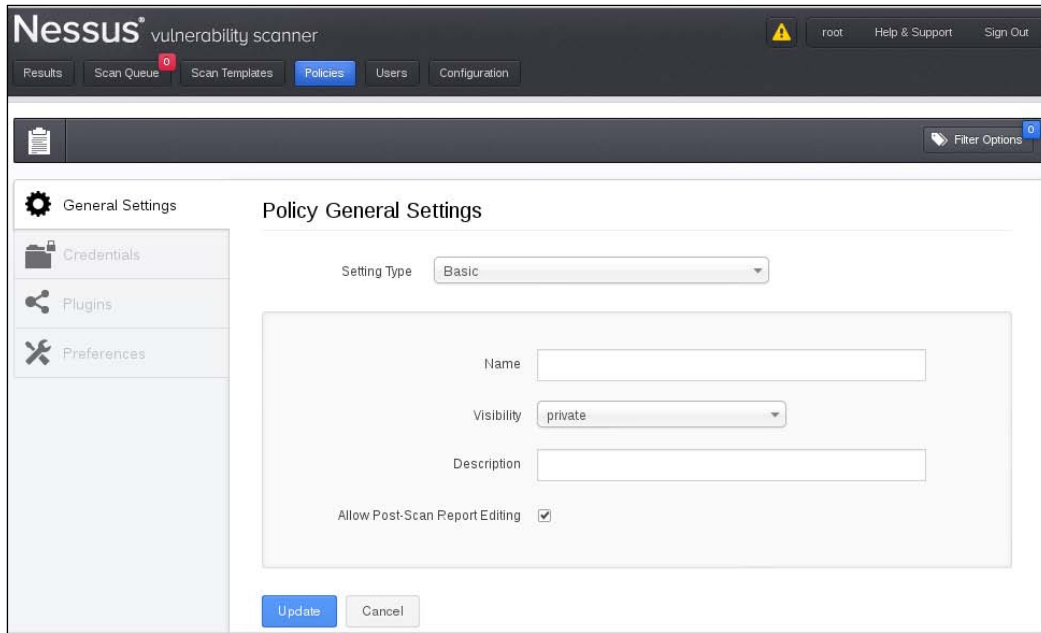 Nessus® vulnerability scanner
root Help & Support Sign Out
Results Scan Queue 0 Scan Templates Policies Users Configuration
Filter Options 0
General Settings
Credentials
Plugins
Preferences
Policy General Settings
Setting Type Basic
Name
Visibility private
Description
Allow Post-Scan Report Editing
Update Cancel